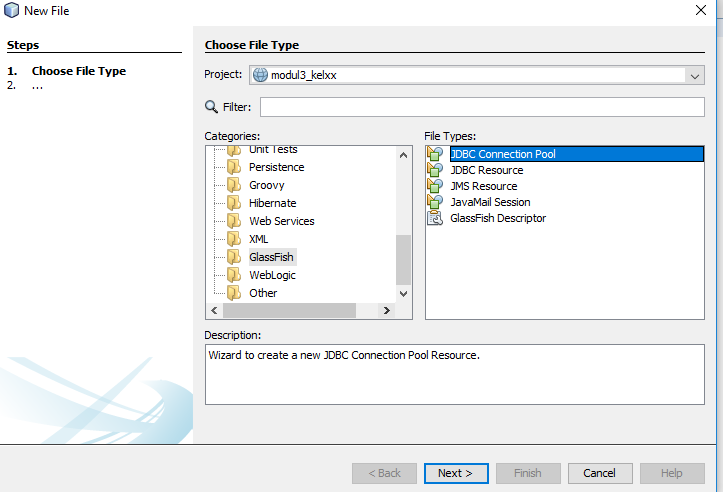 New File
Steps
1. Choose File Type
2. ...
Choose File Type
Project: modul3_kelxx
Filter:
Categories:
Unit Tests
Persistence
Groovy
Hibernate
Web Services
XML
GlassFish
WebLogic
Other
File Types:
JDBC Connection Pool
JDBC Resource
JMS Resource
JavaMail Session
GlassFish Descriptor
Description:
Wizard to create a new JDBC Connection Pool Resource.
< Back
Next >
Finish
Cancel
Help